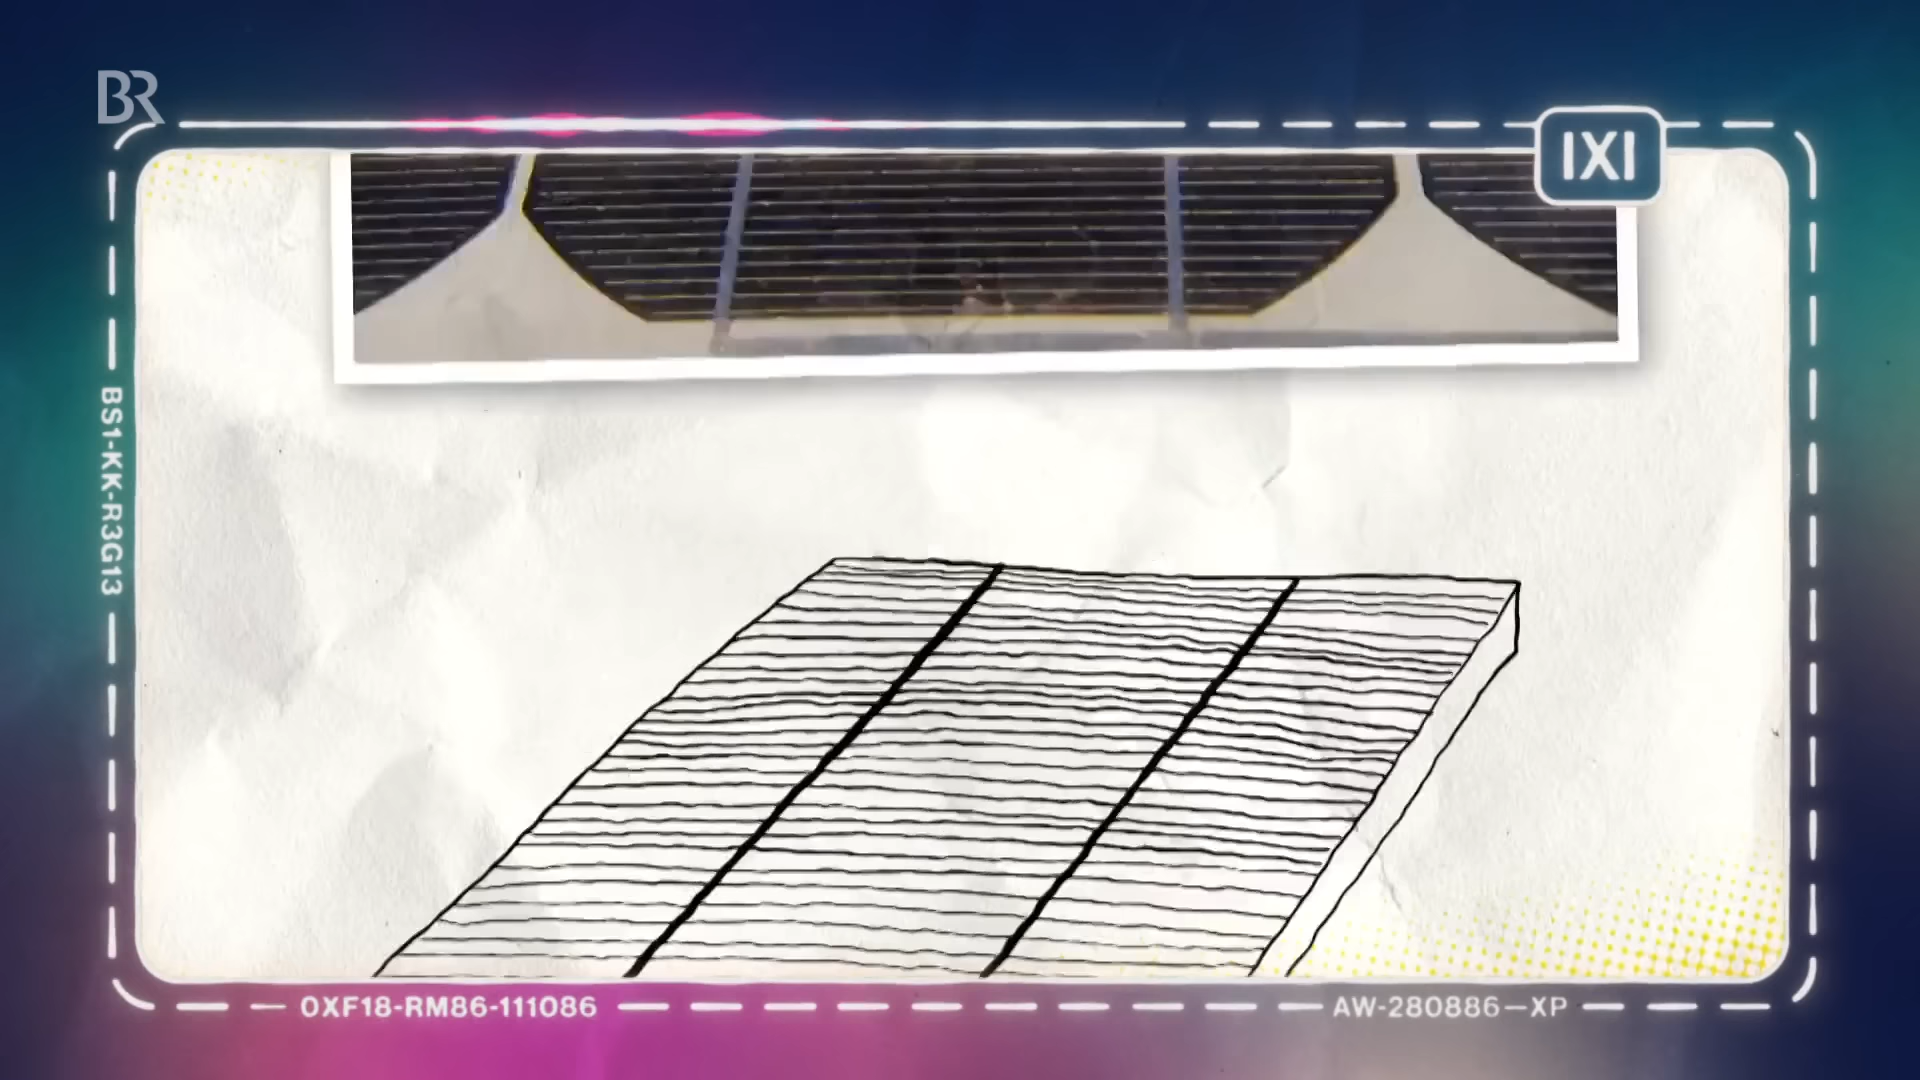 BR
IXI
BS1-KK-R3G13
0XF18-RM86-111086
AW-280886—XP